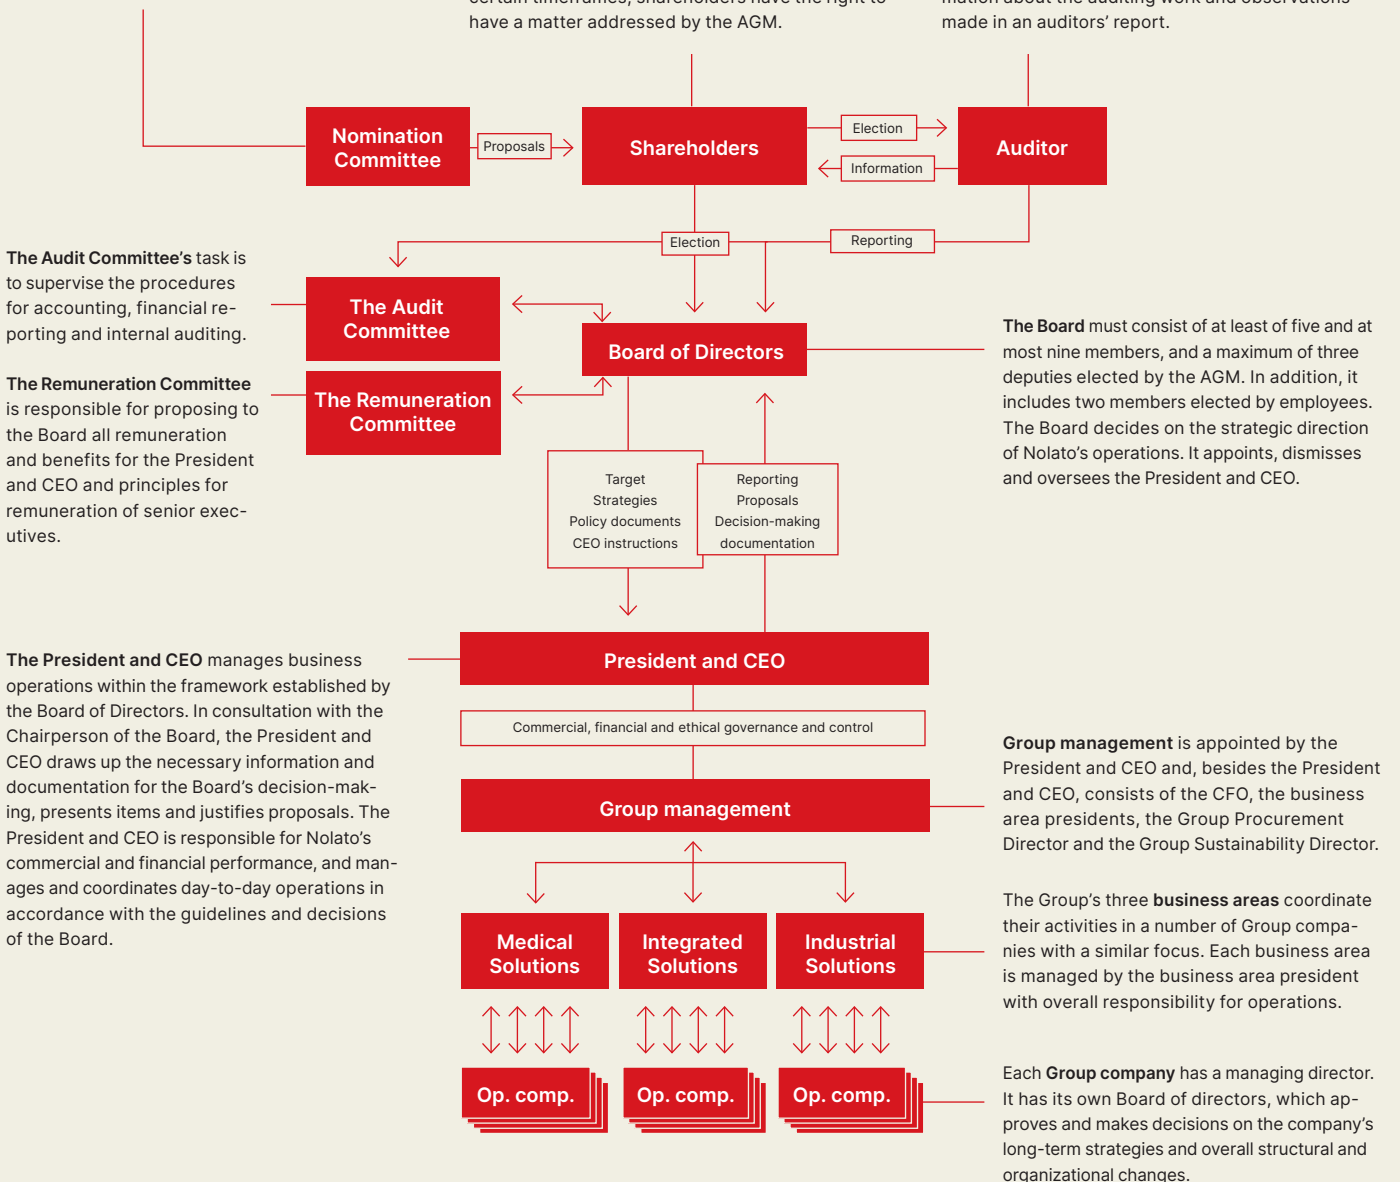 certain timeframes, shareholders have the right to
have a matter addressed by the AGM.
mation about the auditing work and observations
made in an auditors’ report.
Nomination
Committee
Proposals
Shareholders
Election
Information
Auditor
Election
Reporting
The Audit Committee’s task is
to supervise the procedures
for accounting, financial re-
porting and internal auditing.
The Audit
Committee
Board of Directors
The Board must consist of at least of five and at
most nine members, and a maximum of three
deputies elected by the AGM. In addition, it
includes two members elected by employees.
The Board decides on the strategic direction
of Nolato’s operations. It appoints, dismisses
and oversees the President and CEO.
The Remuneration Committee
is responsible for proposing to
the Board all remuneration
and benefits for the President
and CEO and principles for
remuneration of senior exec-
utives.
The Remuneration
Committee
Target
Strategies
Policy documents
CEO instructions
Reporting
Proposals
Decision-making
documentation
The President and CEO manages business
operations within the framework established by
the Board of Directors. In consultation with the
Chairperson of the Board, the President and
CEO draws up the necessary information and
documentation for the Board’s decision-mak-
ing, presents items and justifies proposals. The
President and CEO is responsible for Nolato’s
commercial and financial performance, and man-
ages and coordinates day-to-day operations in
accordance with the guidelines and decisions
of the Board.
President and CEO
Commercial, financial and ethical governance and control
Group management
Group management is appointed by the
President and CEO and, besides the President
and CEO, consists of the CFO, the business
area presidents, the Group Procurement
Director and the Group Sustainability Director.
Medical
Solutions
Integrated
Solutions
Industrial
Solutions
The Group’s three business areas coordinate
their activities in a number of Group compa-
nies with a similar focus. Each business area
is managed by the business area president
with overall responsibility for operations.
Op. comp.
Op. comp.
Op. comp.
Each Group company has a managing director.
It has its own Board of directors, which ap-
proves and makes decisions on the company’s
long-term strategies and overall structural and
organizational changes.